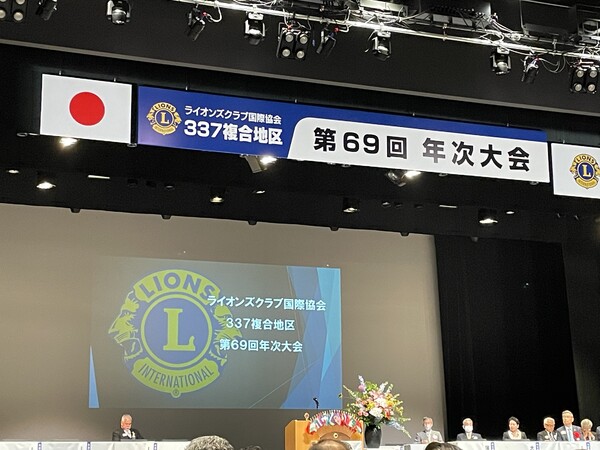 LIONS
L
ライオンズクラブ国際協会
337複合地区
第69回 年次大会
L
LIONS
L
INTERNATIONAL
ライオンズクラブ国際協会
337複合地区
第69回年次大会